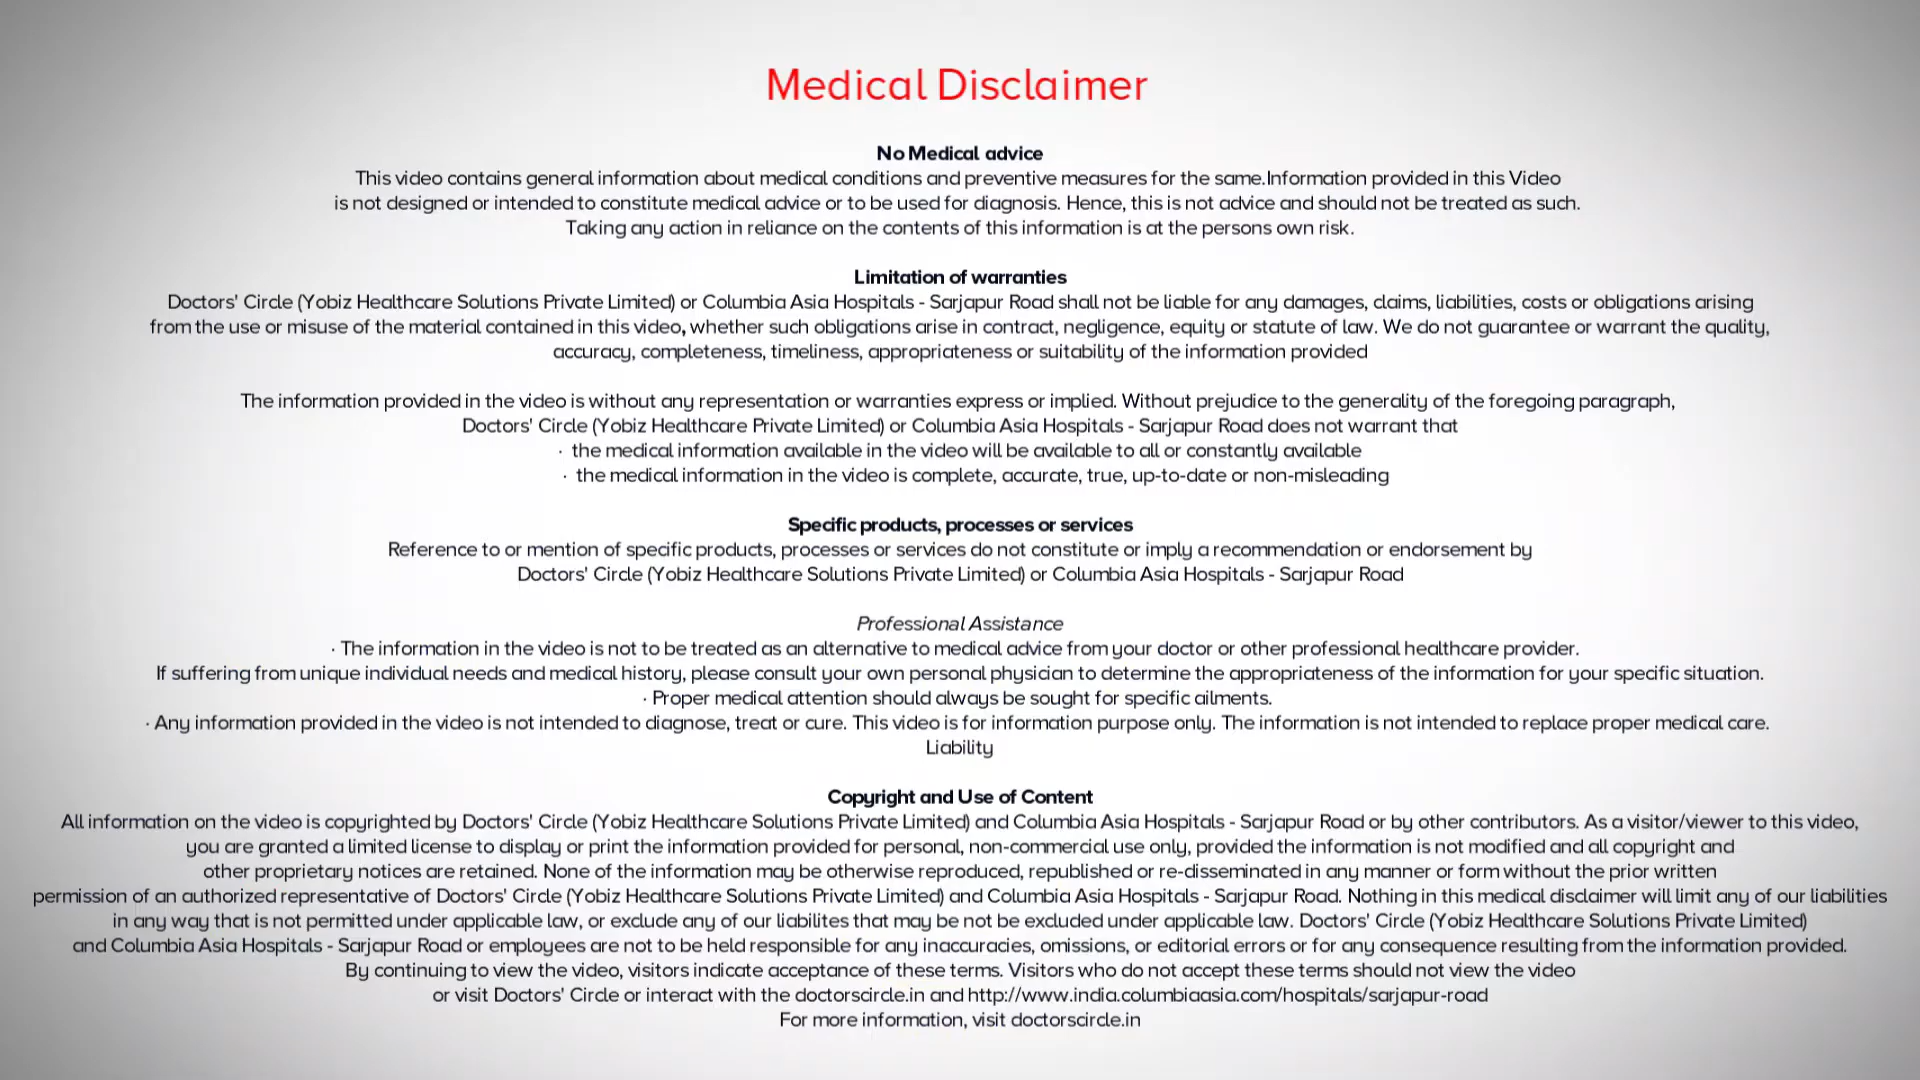 Medical Disclaimer
No Medical advice
This video contains general information about medical conditions and preventive measures for the same.Information provided in this Video
is not designed or intended to constitute medical advice or to be used for diagnosis. Hence, this is not advice and should not be treated as such.
Taking any action in reliance on the contents of this information is at the persons own risk.
Limitation of warranties
Doctors' Circle (Yobiz Healthcare Solutions Private Limited) or Columbia Asia Hospitals - Sarjapur Road shall not be liable for any damages, claims, liabilities, costs or obligations arising
from the use or misuse of the material contained in this video, whether such obligations arise in contract, negligence, equity or statute of law. We do not guarantee or warrant the quality,
accuracy, completeness, timeliness, appropriateness or suitability of the information provided
The information provided in the video is without any representation or warranties express or implied. Without prejudice to the generality of the foregoing paragraph,
Doctors' Circle (Yobiz Healthcare Private Limited) or Columbia Asia Hospitals - Sarjapur Road does not warrant that
· the medical information available in the video will be available to all or constantly available
· the medical information in the video is complete, accurate, true, up-to-date or non-misleading
Specific products, processes or services
Reference to or mention of specific products, processes or services do not constitute or imply a recommendation or endorsement by
Doctors' Circle (Yobiz Healthcare Solutions Private Limited) or Columbia Asia Hospitals - Sarjapur Road
Professional Assistance
· The information in the video is not to be treated as an alternative to medical advice from your doctor or other professional healthcare provider.
If suffering from unique individual needs and medical history, please consult your own personal physician to determine the appropriateness of the information for your specific situation.
· Proper medical attention should always be sought for specific ailments.
· Any information provided in the video is not intended to diagnose, treat or cure. This video is for information purpose only. The information is not intended to replace proper medical care.
Liability
Copyright and Use of Content
All information on the video is copyrighted by Doctors' Circle (Yobiz Healthcare Solutions Private Limited) and Columbia Asia Hospitals - Sarjapur Road or by other contributors. As a visitor/viewer to this video,
you are granted a limited license to display or print the information provided for personal, non-commercial use only, provided the information is not modified and all copyright and
other proprietary notices are retained. None of the information may be otherwise reproduced, republished or re-disseminated in any manner or form without the prior written
permission of an authorized representative of Doctors' Circle (Yobiz Healthcare Solutions Private Limited) and Columbia Asia Hospitals - Sarjapur Road. Nothing in this medical disclaimer will limit any of our liabilities
in any way that is not permitted under applicable law, or exclude any of our liabilites that may be not be excluded under applicable law. Doctors' Circle (Yobiz Healthcare Solutions Private Limited)
and Columbia Asia Hospitals - Sarjapur Road or employees are not to be held responsible for any inaccuracies, omissions, or editorial errors or for any consequence resulting from the information provided.
By continuing to view the video, visitors indicate acceptance of these terms. Visitors who do not accept these terms should not view the video
or visit Doctors' Circle or interact with the doctorscircle.in and http://www.india.columbiaasia.com/hospitals/sarjapur-road
For more information, visit doctorscircle.in